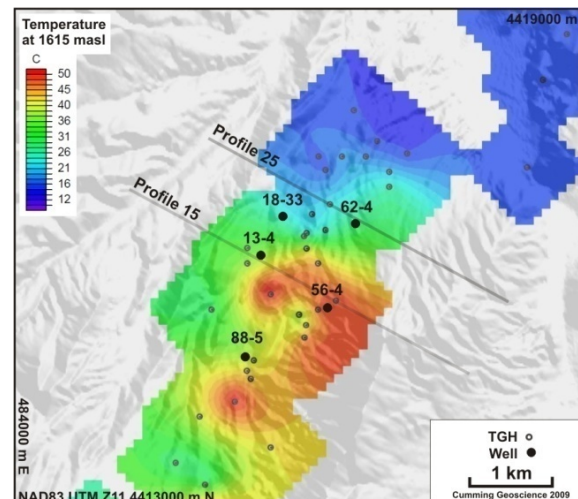 Temperature
at 1615 masl
C
50
45
40
36
31
26
21
16
12
4419000 m
Profile 25
Profile 15
18-33
62-4
13-4
56-4
88-5
484000 m E
NAD83 UTM Z11 4413000 m N
TGH
Well
1 km
Cumming Geoscience 2009